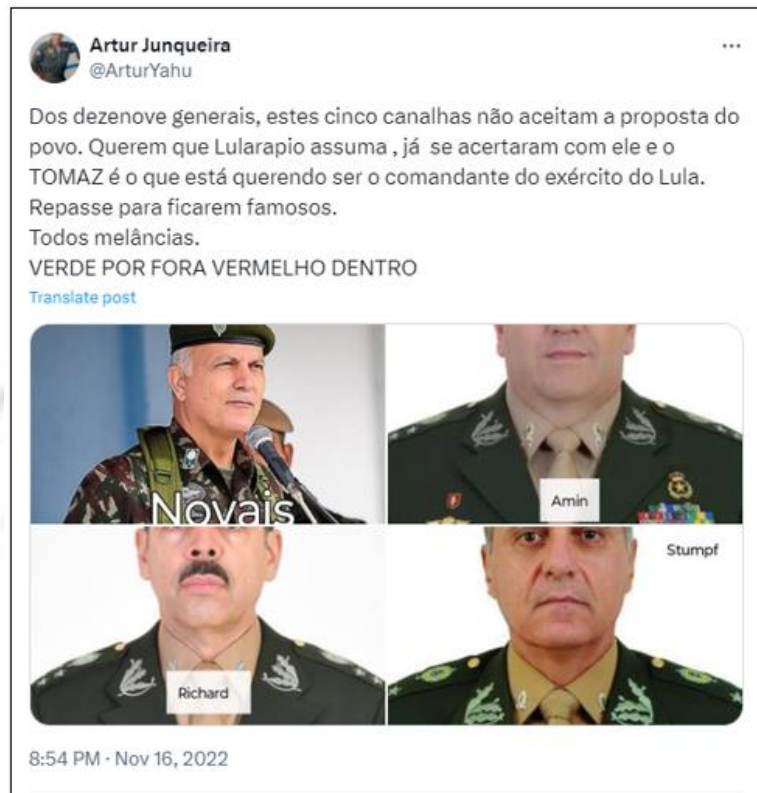 Artur Junqueira
@ArturYahu
Dos dezenove generais, estes cinco canalhas não aceitam a proposta do
povo. Querem que Lularapio assuma , já se acertaram com ele e o
TOMAZ é o que está querendo ser o comandante do exército do Lula.
Repasse para ficarem famosos.
Todos melâncias.
VERDE POR FORA VERMELHO DENTRO
Translate post
Novais
Amin
Richard
Stumpf
8:54 PM · Nov 16, 2022